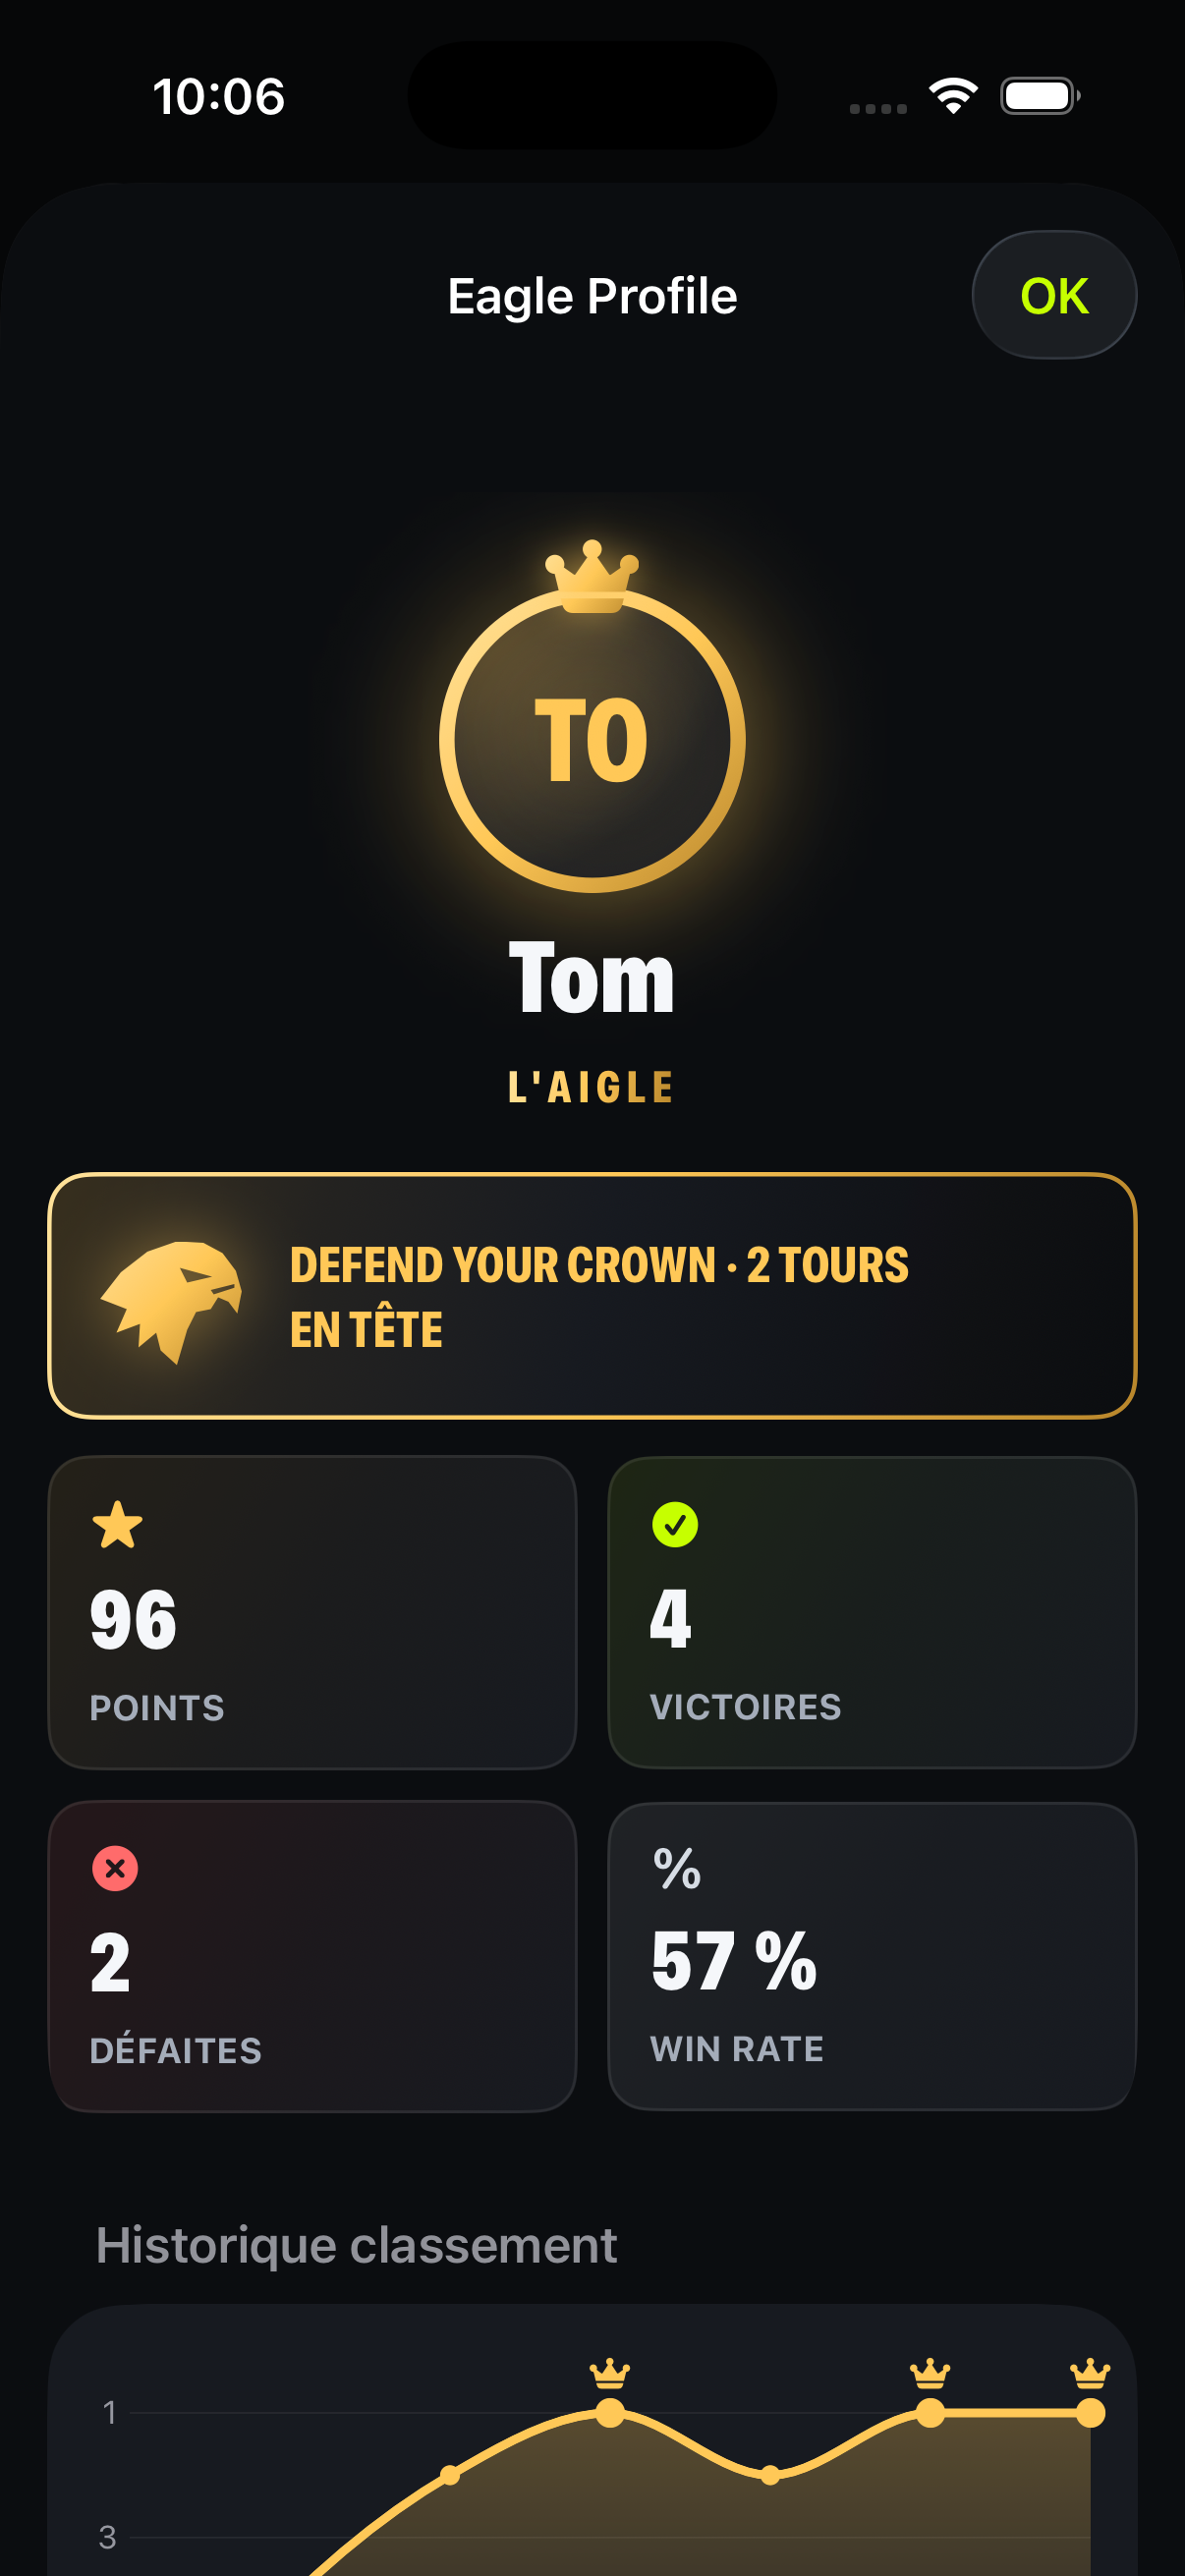 10:06
Eagle Profile
OK
TO
Tom
L'AIGLE
DEFEND YOUR CROWN · 2 TOURS
EN TÊTE
96
POINTS
4
VICTOIRES
2
DÉFAITES
%
57 %
WIN RATE
Historique classement
1
3